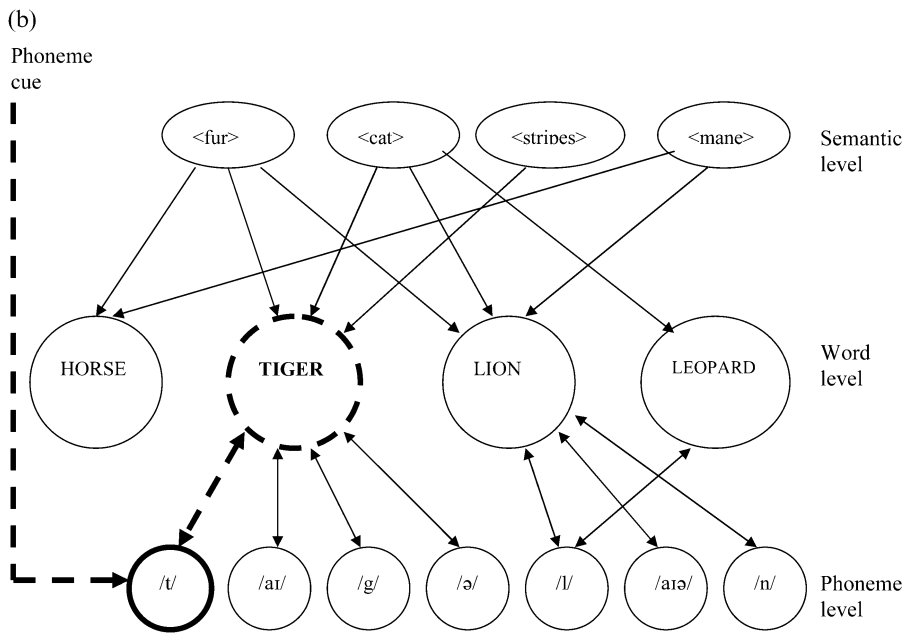 (b)
Phoneme
cue
<fur> <cat> <stripes> <mane>
Semantic
level
HORSE TIGER LION LEOPARD
Word
level
/t/ /aɪ/ /g/ /ə/ /l/ /aɪə/ /n/
Phoneme
level